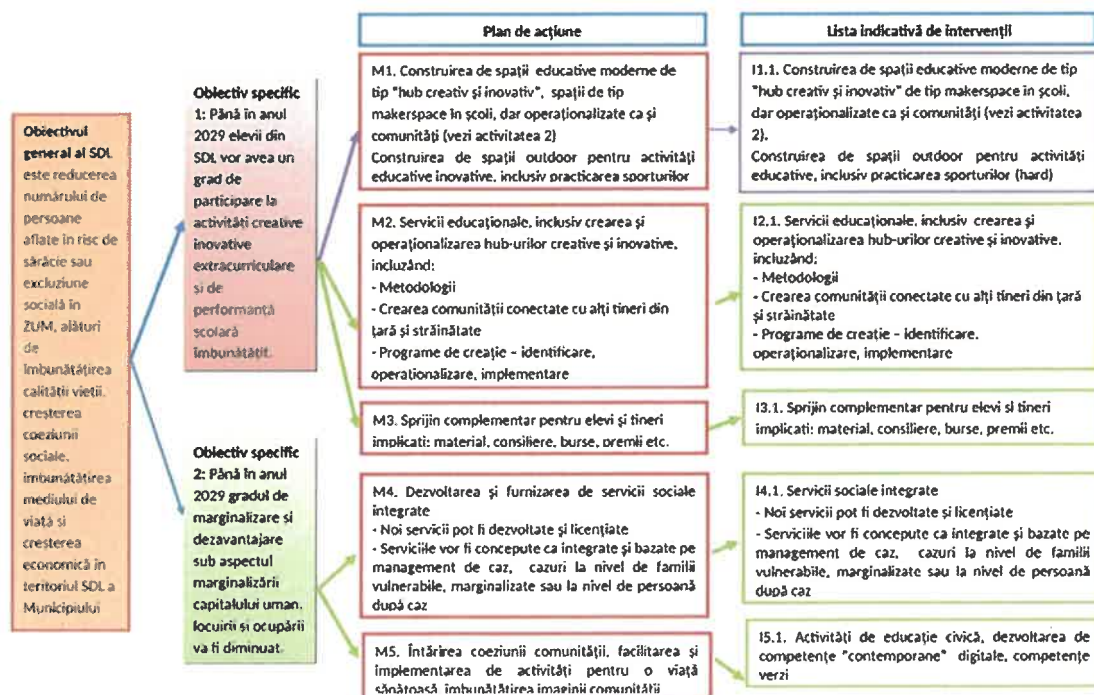 Plan de acțiune
Lista indicativă de intervenții
Obiectivul
general al SDL
este reducerea
numărului de
persoane
aflate în risc de
sărăcie sau
excluziune
socială în
ZUM, alături
de
îmbunătățirea
calității vieții,
creșterea
coeziunii
sociale,
îmbunătățirea
mediului de
viață și
creșterea
economică în
teritoriul SDL a
Municipiului
Obiectiv specific
1: Până în anul
2029 elevii din
SDL vor avea un
grad de
participare la
activități creative
inovative
extracurriculare
și de
performanță
școlară
îmbunătățit.
Obiectiv specific
2: Până în anul
2029 gradul de
marginalizare și
dezavantajare
sub aspectul
marginalizării
capitalului uman,
locuirii și ocupării
va fi diminuat.
M1. Construirea de spații educative moderne de
tip "hub creativ și inovativ", spații de tip
makerspace în școli, dar operaționalizate ca și
comunități (vezi activitatea 2)
Construirea de spații outdoor pentru activități
educative inovative, inclusiv practicarea sporturilor
M2. Servicii educaționale, inclusiv crearea și
operaționalizarea hub-urilor creative și inovative,
incluzând:
- Metodologii
- Crearea comunității conectate cu alți tineri din
țară și străinătate
- Programe de creație – identificare,
operaționalizare, implementare
M3. Sprijin complementar pentru elevi și tineri
implicati: material, consiliere, burse, premii etc.
M4. Dezvoltarea și furnizarea de servicii sociale
integrate
- Noi servicii pot fi dezvoltate și licențiate
- Serviciile vor fi concepute ca integrate și bazate pe
management de caz, cazuri la nivel de familii
vulnerabile, marginalizate sau la nivel de persoană
după caz
M5. Întărirea coeziunii comunității, facilitarea și
implementarea de activități pentru o viață
sănătoasă, îmbunătățirea imaginii comunității
I1.1. Construirea de spații educative moderne de tip
"hub creativ și inovativ" de tip makerspace în școli,
dar operaționalizate ca și comunități (vezi activitatea
2).
Construirea de spații outdoor pentru activități
educative, inclusiv practicarea sporturilor (hard)
I2.1. Servicii educaționale, inclusiv crearea și
operaționalizarea hub-urilor creative și inovative,
incluzând:
- Metodologii
- Crearea comunității conectate cu alți tineri din țară
și străinătate
- Programe de creație – identificare,
operaționalizare, implementare
I3.1. Sprijin complementar pentru elevi si tineri
implicati: material, consiliere, burse, premii etc.
I4.1. Servicii sociale integrate
- Noi servicii pot fi dezvoltate și licențiate
- Serviciile vor fi concepute ca integrate și bazate pe
management de caz, cazuri la nivel de familii
vulnerabile, marginalizate sau la nivel de persoană
după caz
I5.1. Activități de educație civică, dezvoltarea de
competențe "contemporane" digitale, competențe
verzi